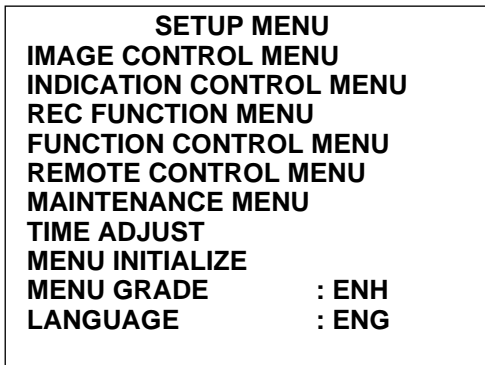 SETUP MENU
IMAGE CONTROL MENU
INDICATION CONTROL MENU
REC FUNCTION MENU
FUNCTION CONTROL MENU
REMOTE CONTROL MENU
MAINTENANCE MENU
TIME ADJUST
MENU INITIALIZE
MENU GRADE : ENH
LANGUAGE : ENG